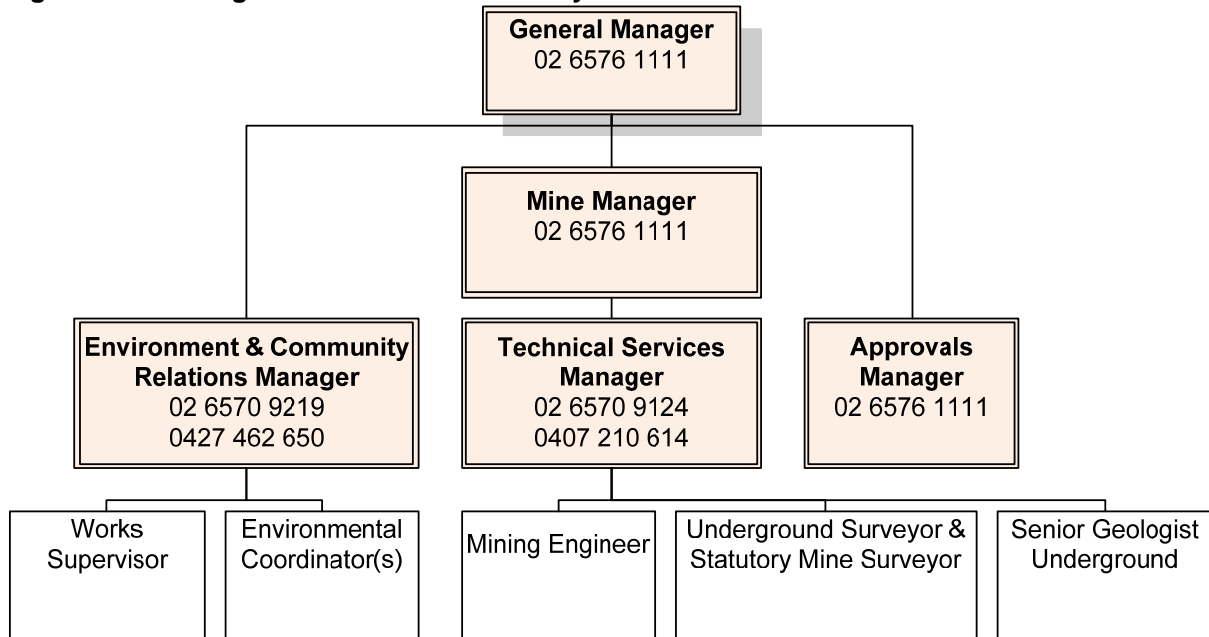 General Manager
02 6576 1111
Mine Manager
02 6576 1111
Environment & Community
Relations Manager
02 6570 9219
0427 462 650
Technical Services
Manager
02 6570 9124
0407 210 614
Approvals
Manager
02 6576 1111
Works
Supervisor
Environmental
Coordinator(s)
Mining Engineer
Underground Surveyor &
Statutory Mine Surveyor
Senior Geologist
Underground